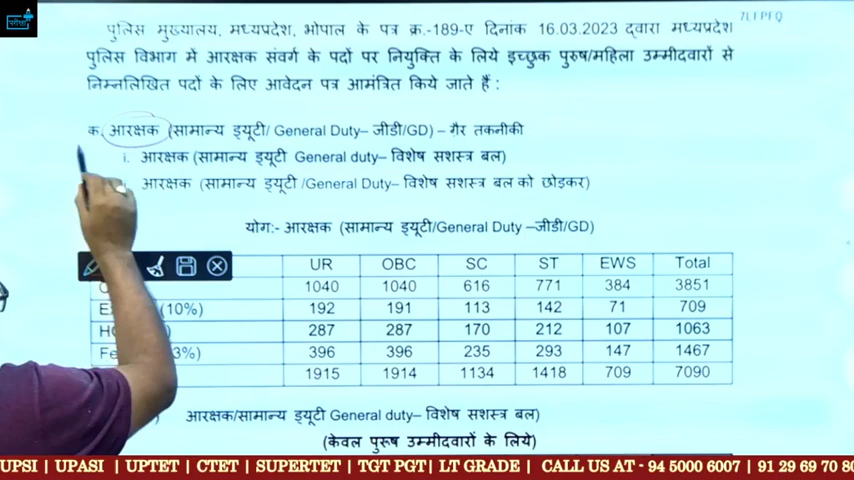 परीक्षा
7LFPFQ
पुलिस मुख्यालय, मध्यप्रदेश, भोपाल के पत्र क्र.-189-ए दिनांक 16.03.2023 द्वारा मध्यप्रदेश
पुलिस विभाग में आरक्षक संवर्ग के पदों पर नियुक्ति के लिये इच्छुक पुरुष/महिला उम्मीदवारों से
निम्नलिखित पदों के लिए आवेदन पत्र आमंत्रित किये जाते हैं :
क. आरक्षक (सामान्य ड्यूटी/ General Duty– जीडी/GD) – गैर तकनीकी
i. आरक्षक (सामान्य ड्यूटी General duty– विशेष सशस्त्र बल)
आरक्षक (सामान्य ड्यूटी /General Duty– विशेष सशस्त्र बल को छोड़कर)
योग:- आरक्षक (सामान्य ड्यूटी/General Duty –जीडी/GD)
UR OBC SC ST EWS Total
1040 1040 616 771 384 3851
(10%) 192 191 113 142 71 709
287 287 170 212 107 1063
396 396 235 293 147 1467
1915 1914 1134 1418 709 7090
आरक्षक/सामान्य ड्यूटी General duty– विशेष सशस्त्र बल)
(केवल पुरूष उम्मीदवारों के लिये)
UPSI | UPASI | UPTET | CTET | SUPERTET | TGT PGT| LT GRADE | CALL US AT - 94 5000 6007 | 91 29 69 70 80